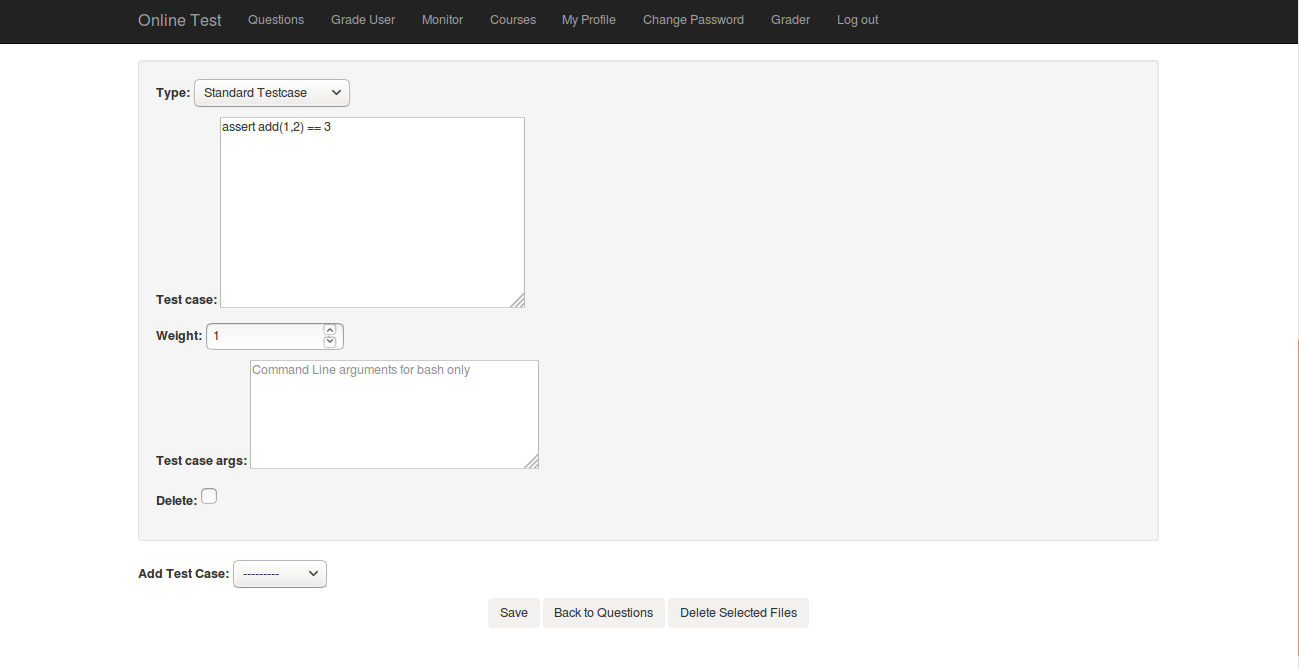 Online Test Questions Grade User Monitor Courses My Profile Change Password Grader Log out
Type: Standard Testcase
assert add(1,2) == 3
Test case:
Weight: 1
Command Line arguments for bash only
Test case args:
Delete:
Add Test Case: ---------
Save Back to Questions Delete Selected Files